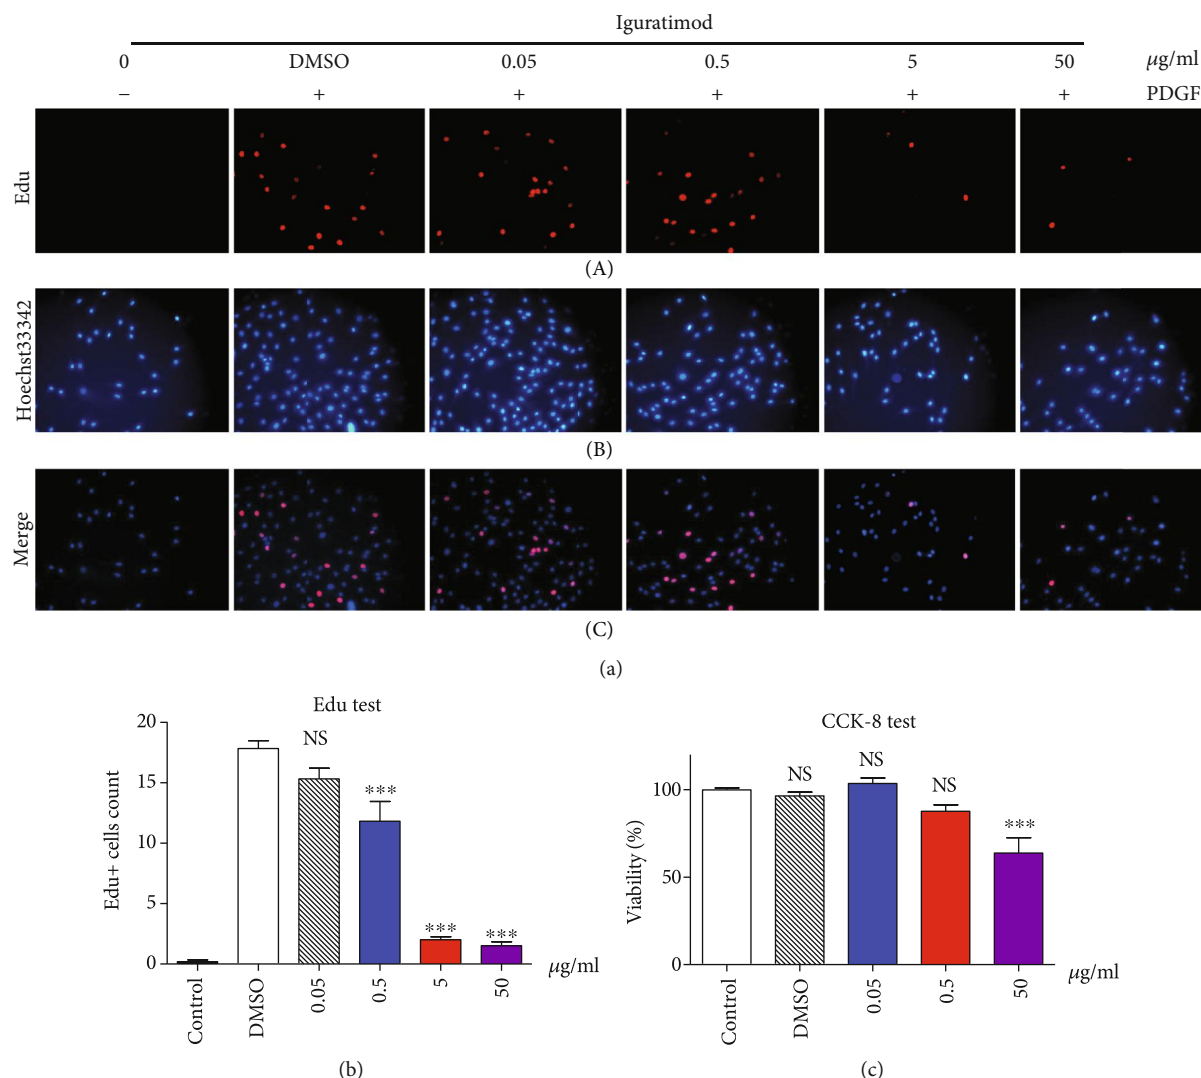 Iguratimod
0 DMSO 0.05 0.5 5 50 μg/ml
− + + + + + PDGF
Edu
(A)
Hoechst33342
(B)
Merge
(C)
(a)
Edu test
Edu+ cells count
20
15
10
5
0
NS
***
***
***
Control DMSO 0.05 0.5 5 50 μg/ml
(b)
CCK-8 test
Viability (%)
100
50
0
NS
NS
NS
***
Control DMSO 0.05 0.5 50 μg/ml
(c)